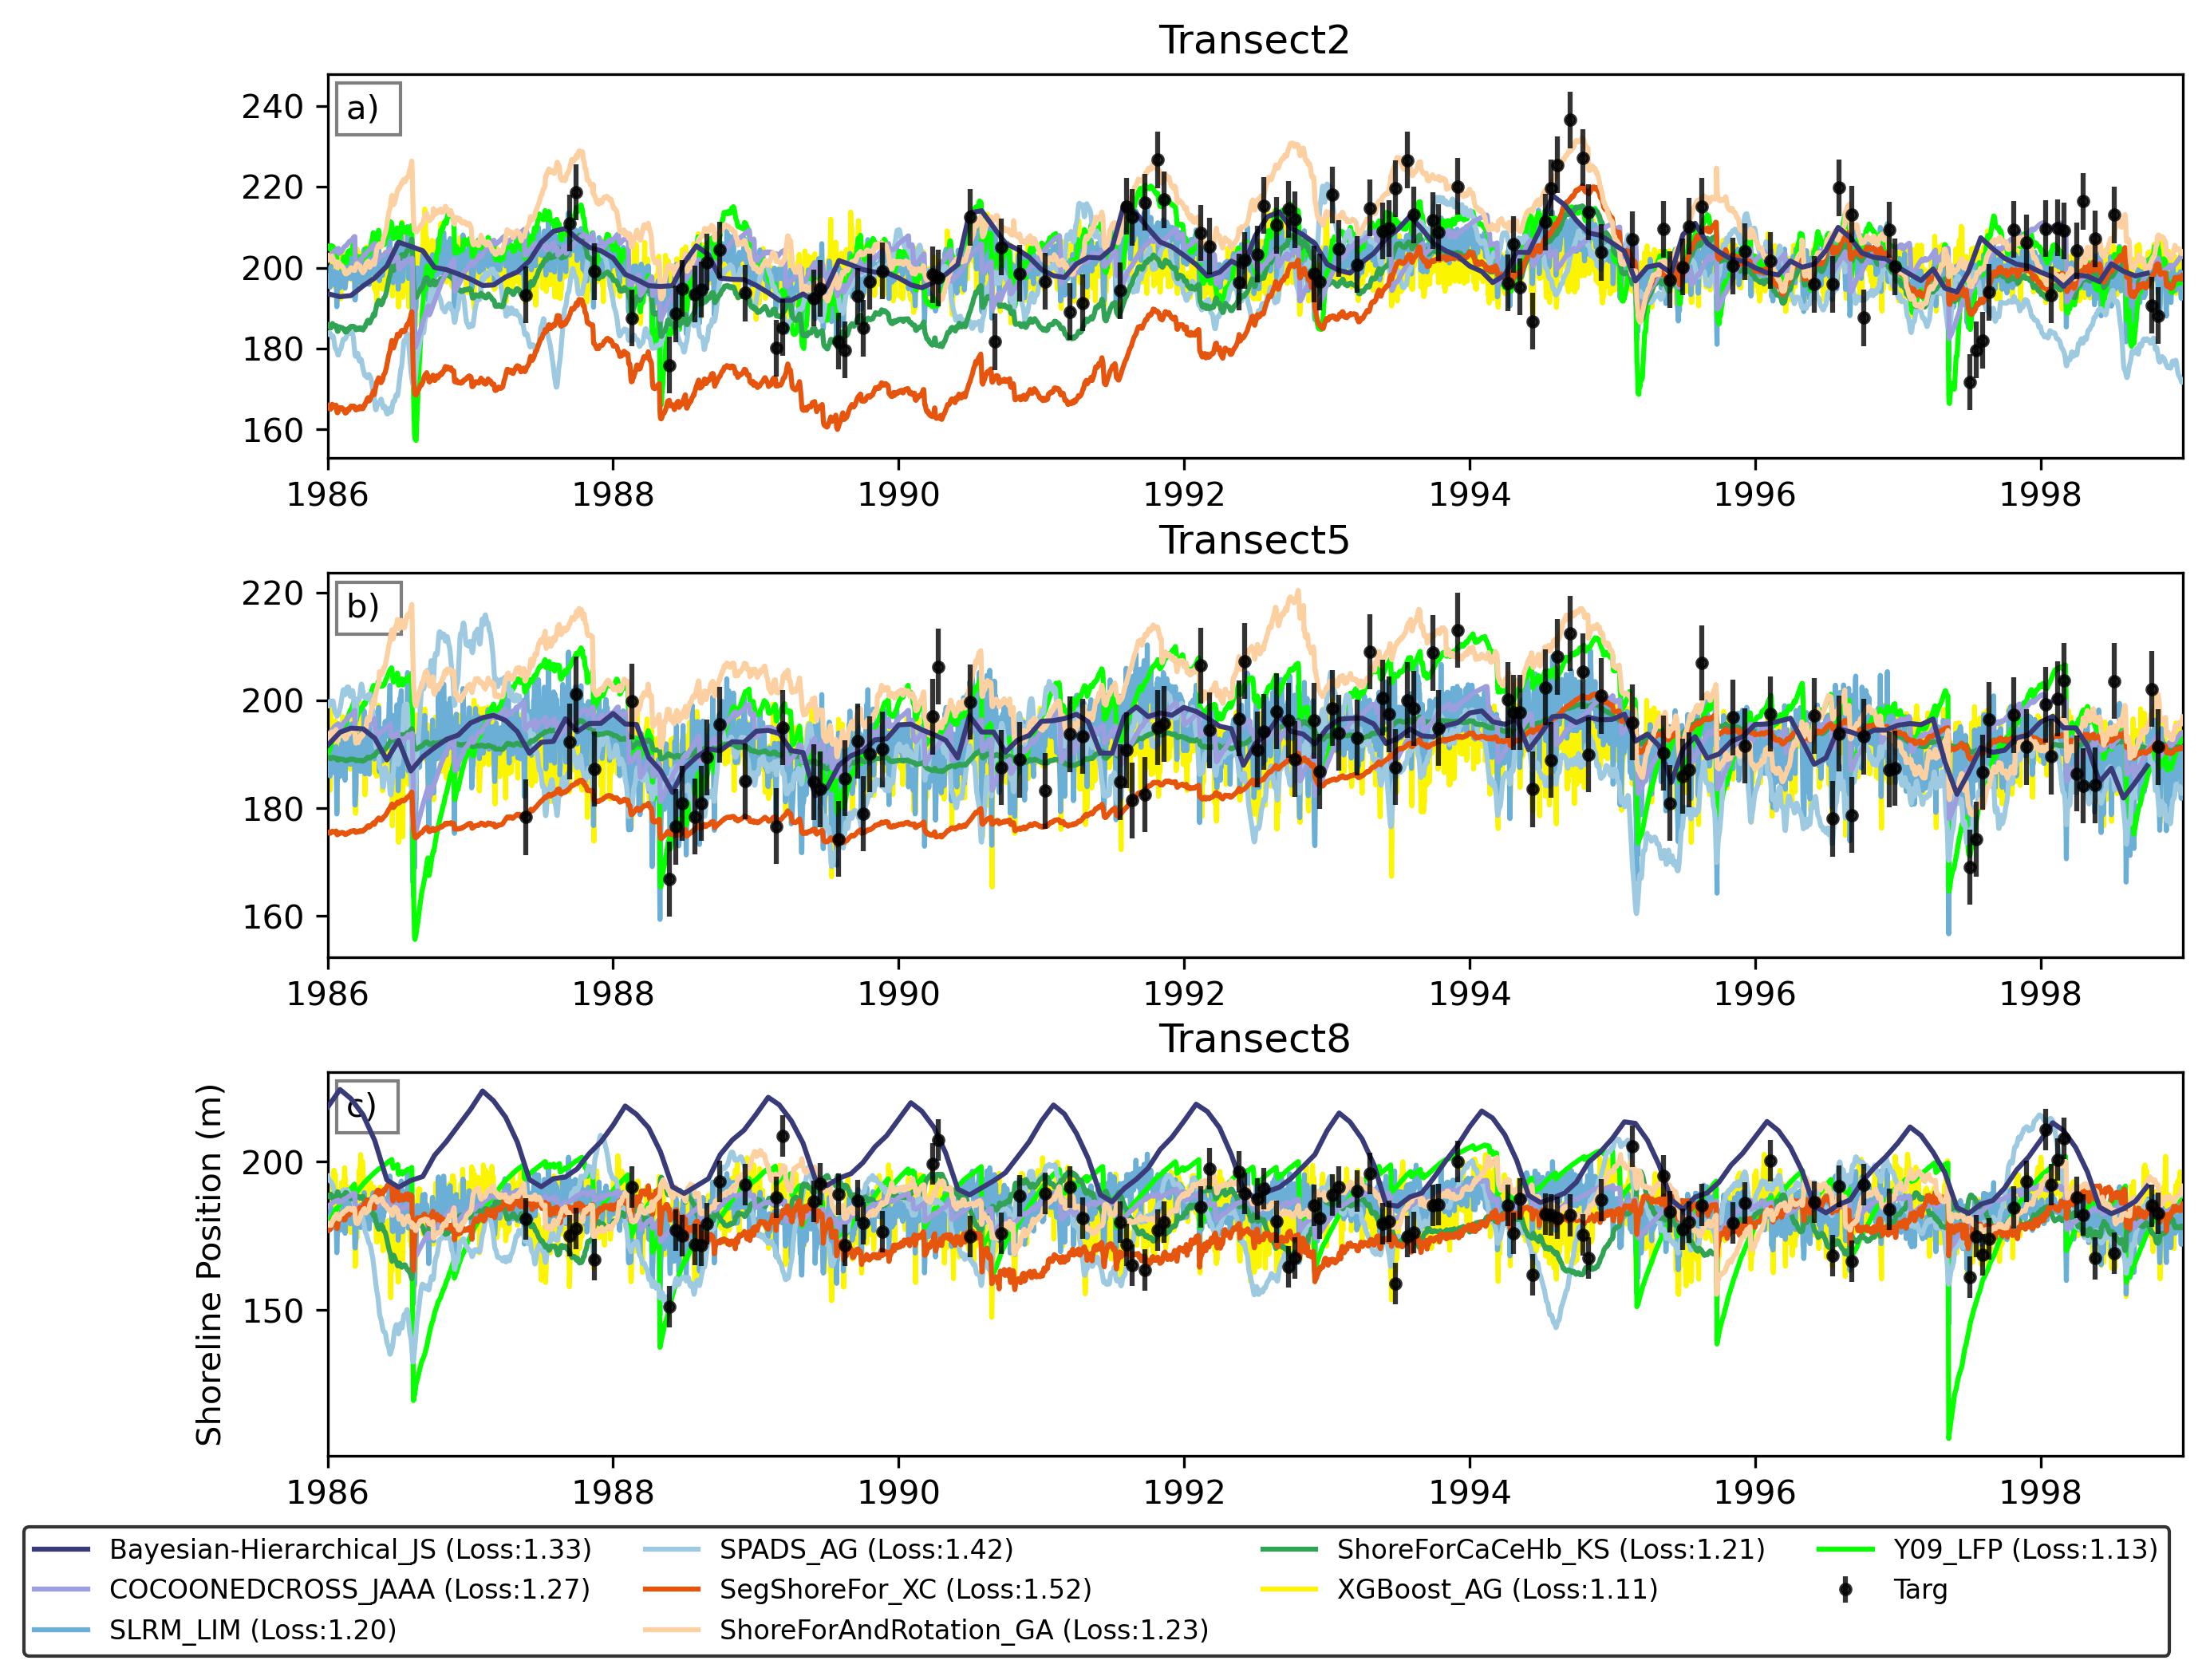 Transect2
a)
240
220
200
180
160
1986 1988 1990 1992 1994 1996 1998
Transect5
b)
220
200
180
160
1986 1988 1990 1992 1994 1996 1998
Transect8
c)
Shoreline Position (m)
200
150
1986 1988 1990 1992 1994 1996 1998
Bayesian-Hierarchical_JS (Loss:1.33)
COCOONEDCROSS_JAAA (Loss:1.27)
SLRM_LIM (Loss:1.20)
SPADS_AG (Loss:1.42)
SegShoreFor_XC (Loss:1.52)
ShoreForAndRotation_GA (Loss:1.23)
ShoreForCaCeHb_KS (Loss:1.21)
XGBoost_AG (Loss:1.11)
Y09_LFP (Loss:1.13)
Targ